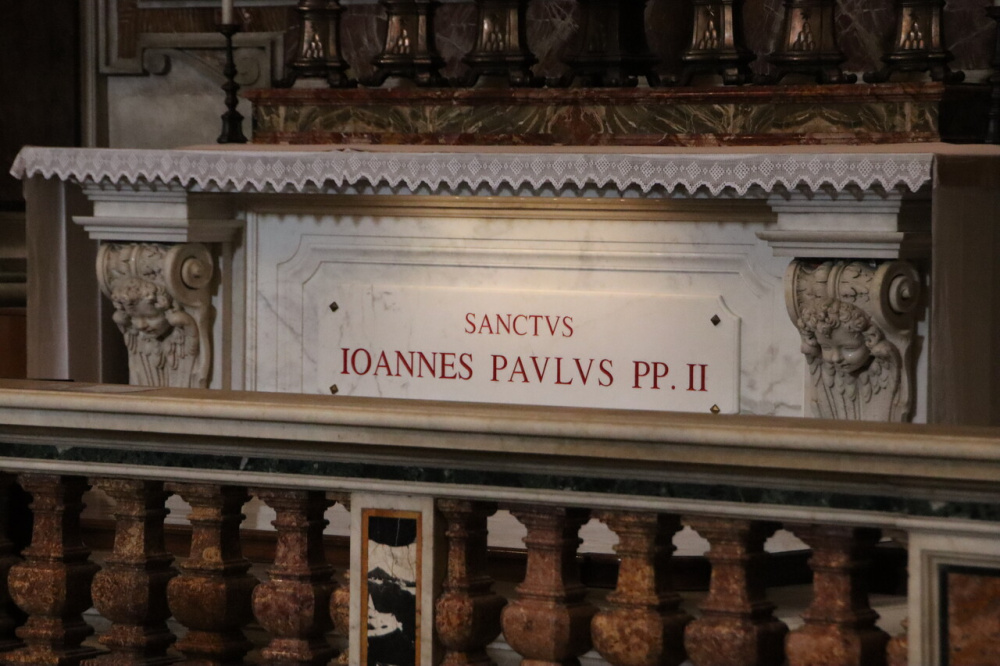 SANCTVS
IOANNES PAVLVS PP. II